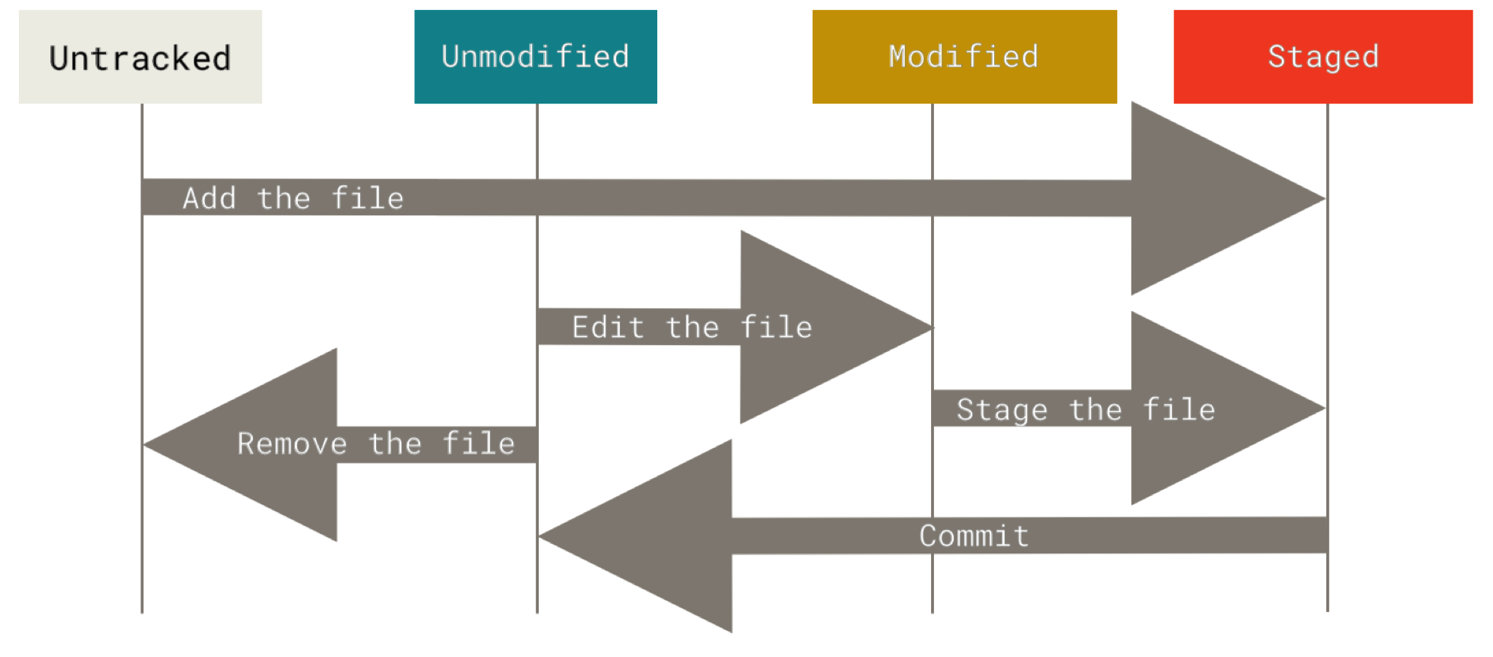 Untracked
Unmodified
Modified
Staged
Add the file
Edit the file
Stage the file
Remove the file
Commit